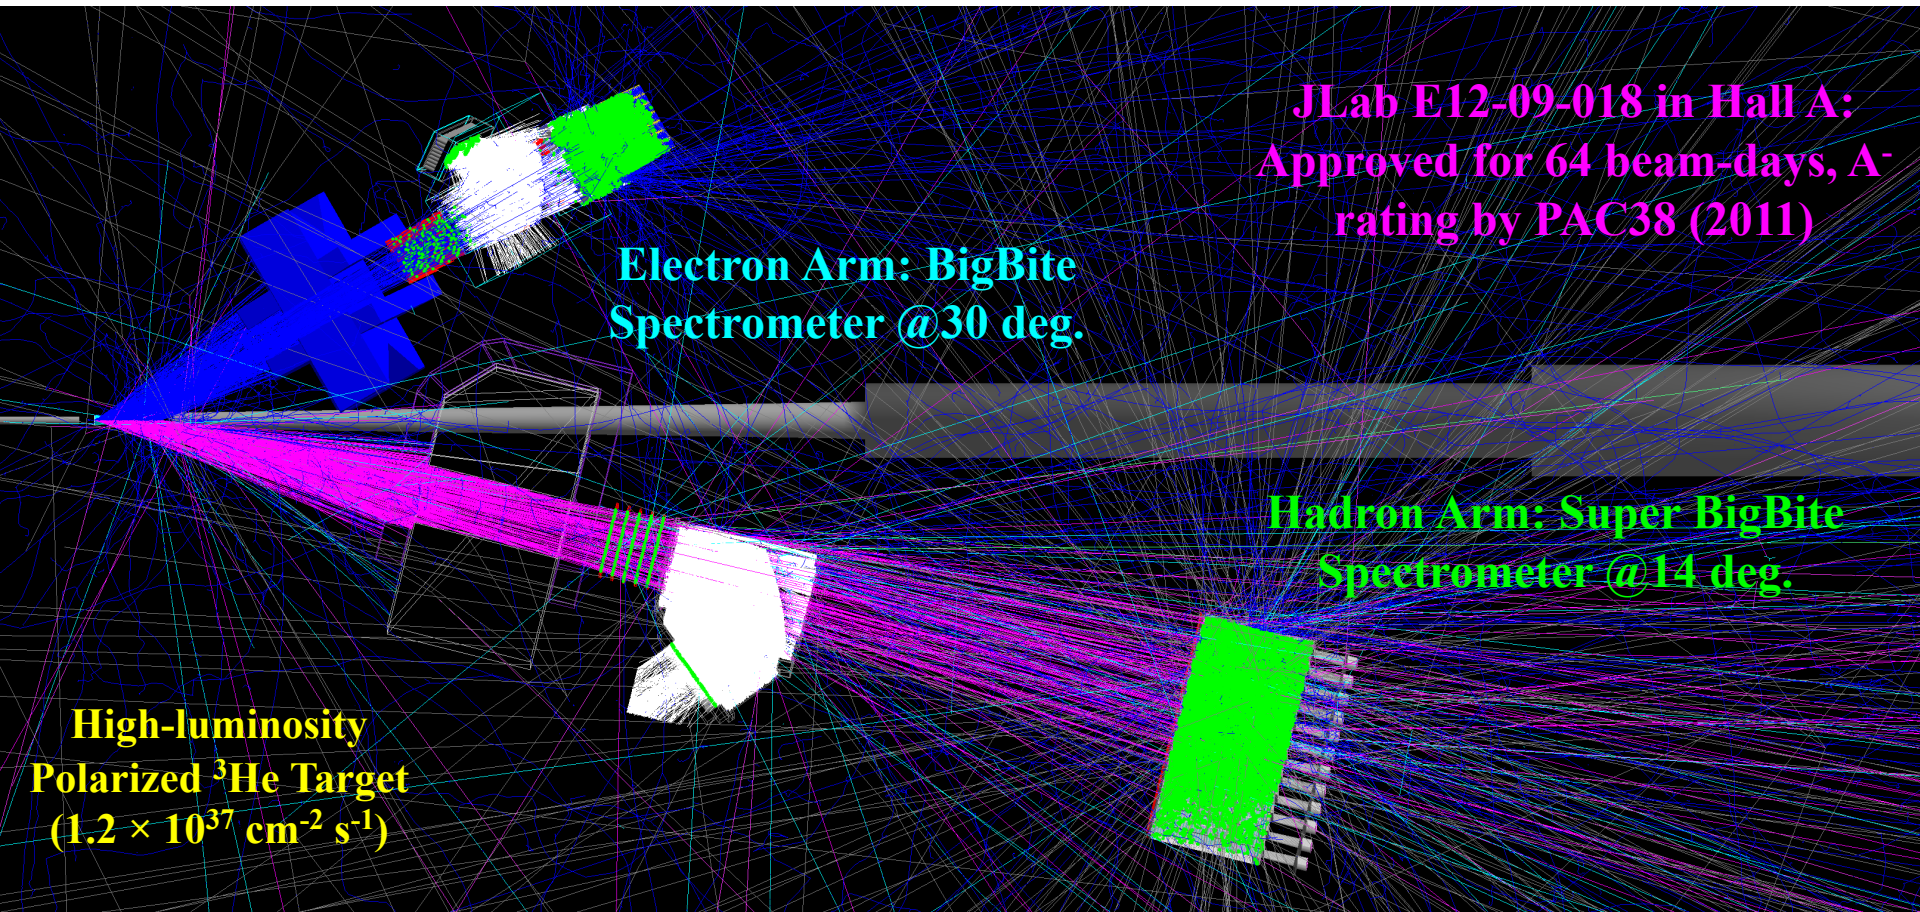 JLab E12-09-018 in Hall A:
Approved for 64 beam-days, A⁻
rating by PAC38 (2011)
Electron Arm: BigBite
Spectrometer @30 deg.
Hadron Arm: Super BigBite
Spectrometer @14 deg.
High-luminosity
Polarized ³He Target
(1.2 × 10³⁷ cm⁻² s⁻¹)